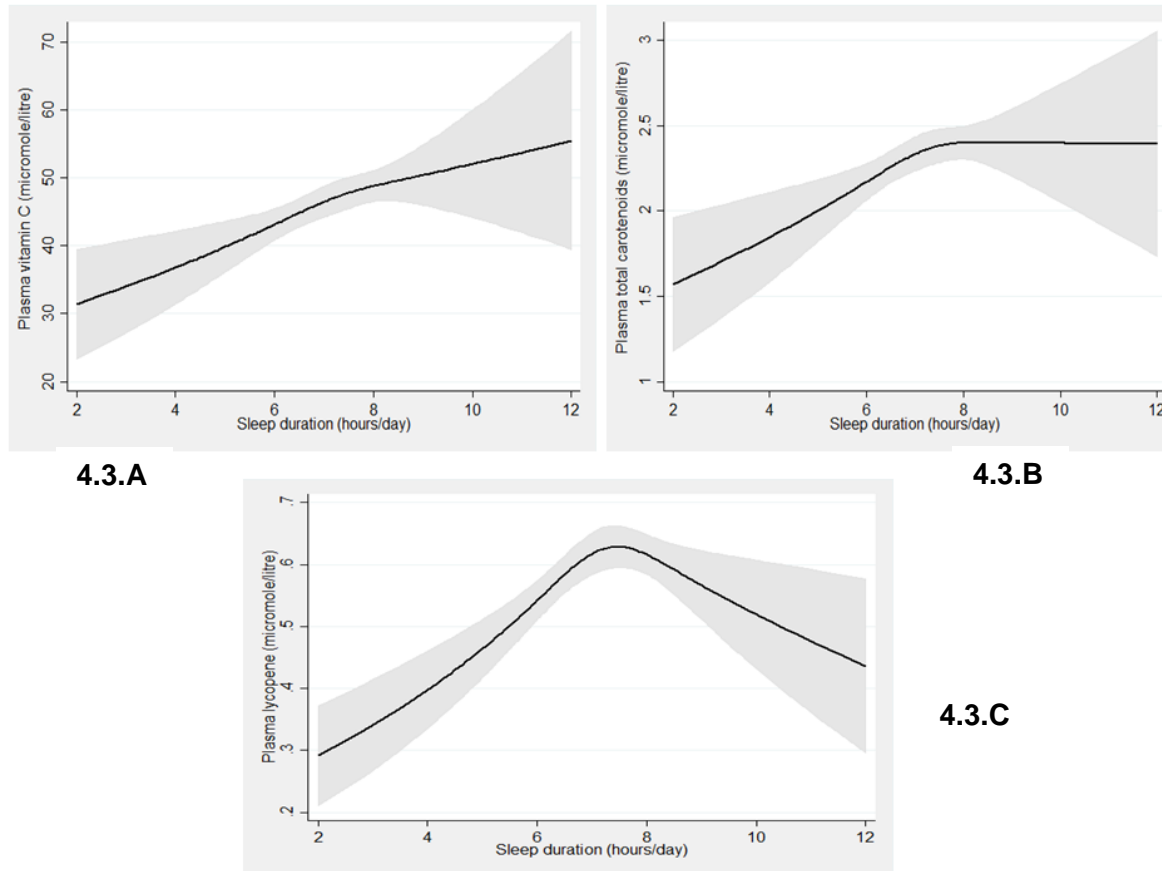 Plasma vitamin C (micromole/litre)
70
60
50
40
30
20
2 4 6 8 10 12
Sleep duration (hours/day)
4.3.A
Plasma total carotenoids (micromole/litre)
3
2.5
2
1.5
1
2 4 6 8 10 12
Sleep duration (hours/day)
4.3.B
Plasma lycopene (micromole/litre)
.7
.6
.5
.4
.3
.2
2 4 6 8 10 12
Sleep duration (hours/day)
4.3.C